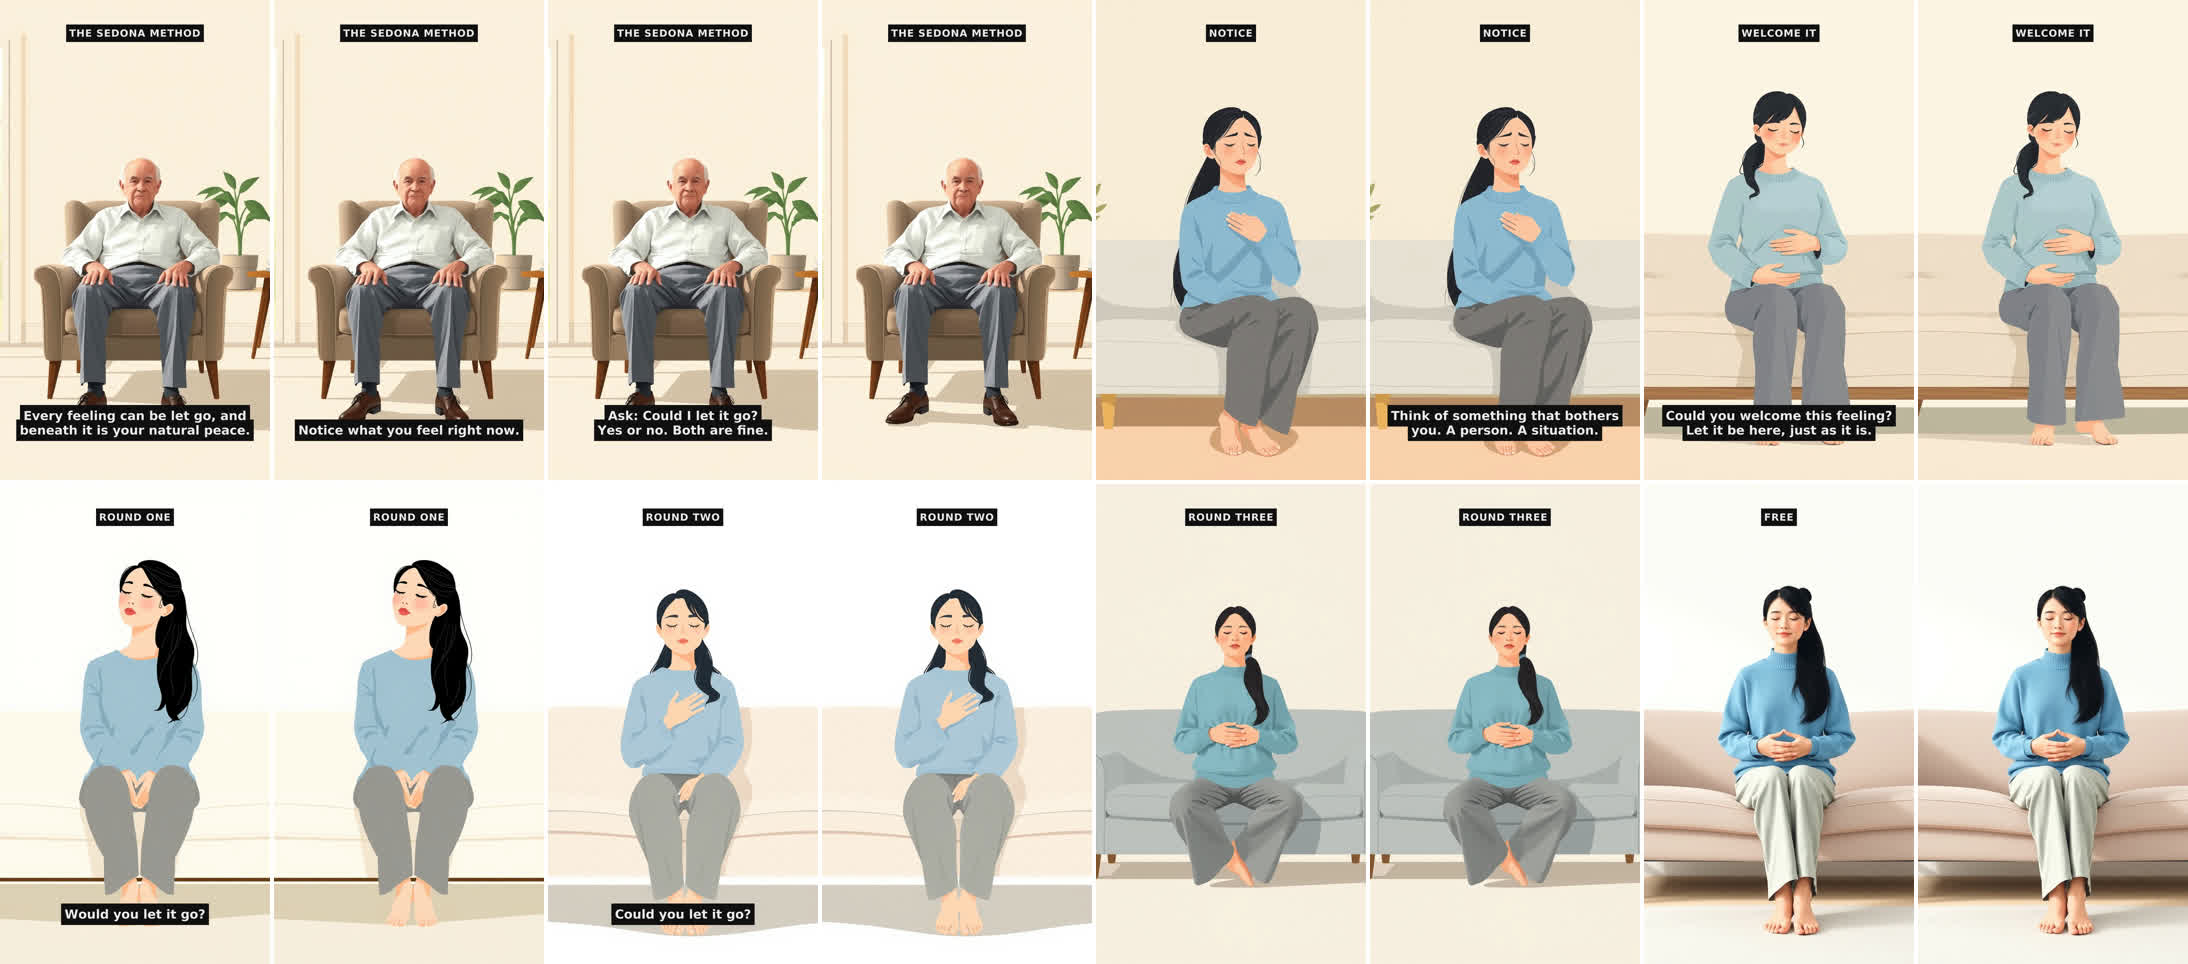 THE SEDONA METHOD
Every feeling can be let go, and
beneath it is your natural peace.
THE SEDONA METHOD
Notice what you feel right now.
THE SEDONA METHOD
Ask: Could I let it go?
Yes or no. Both are fine.
THE SEDONA METHOD
NOTICE
NOTICE
Think of something that bothers
you. A person. A situation.
WELCOME IT
Could you welcome this feeling?
Let it be here, just as it is.
WELCOME IT
ROUND ONE
Would you let it go?
ROUND ONE
ROUND TWO
Could you let it go?
ROUND TWO
ROUND THREE
ROUND THREE
FREE